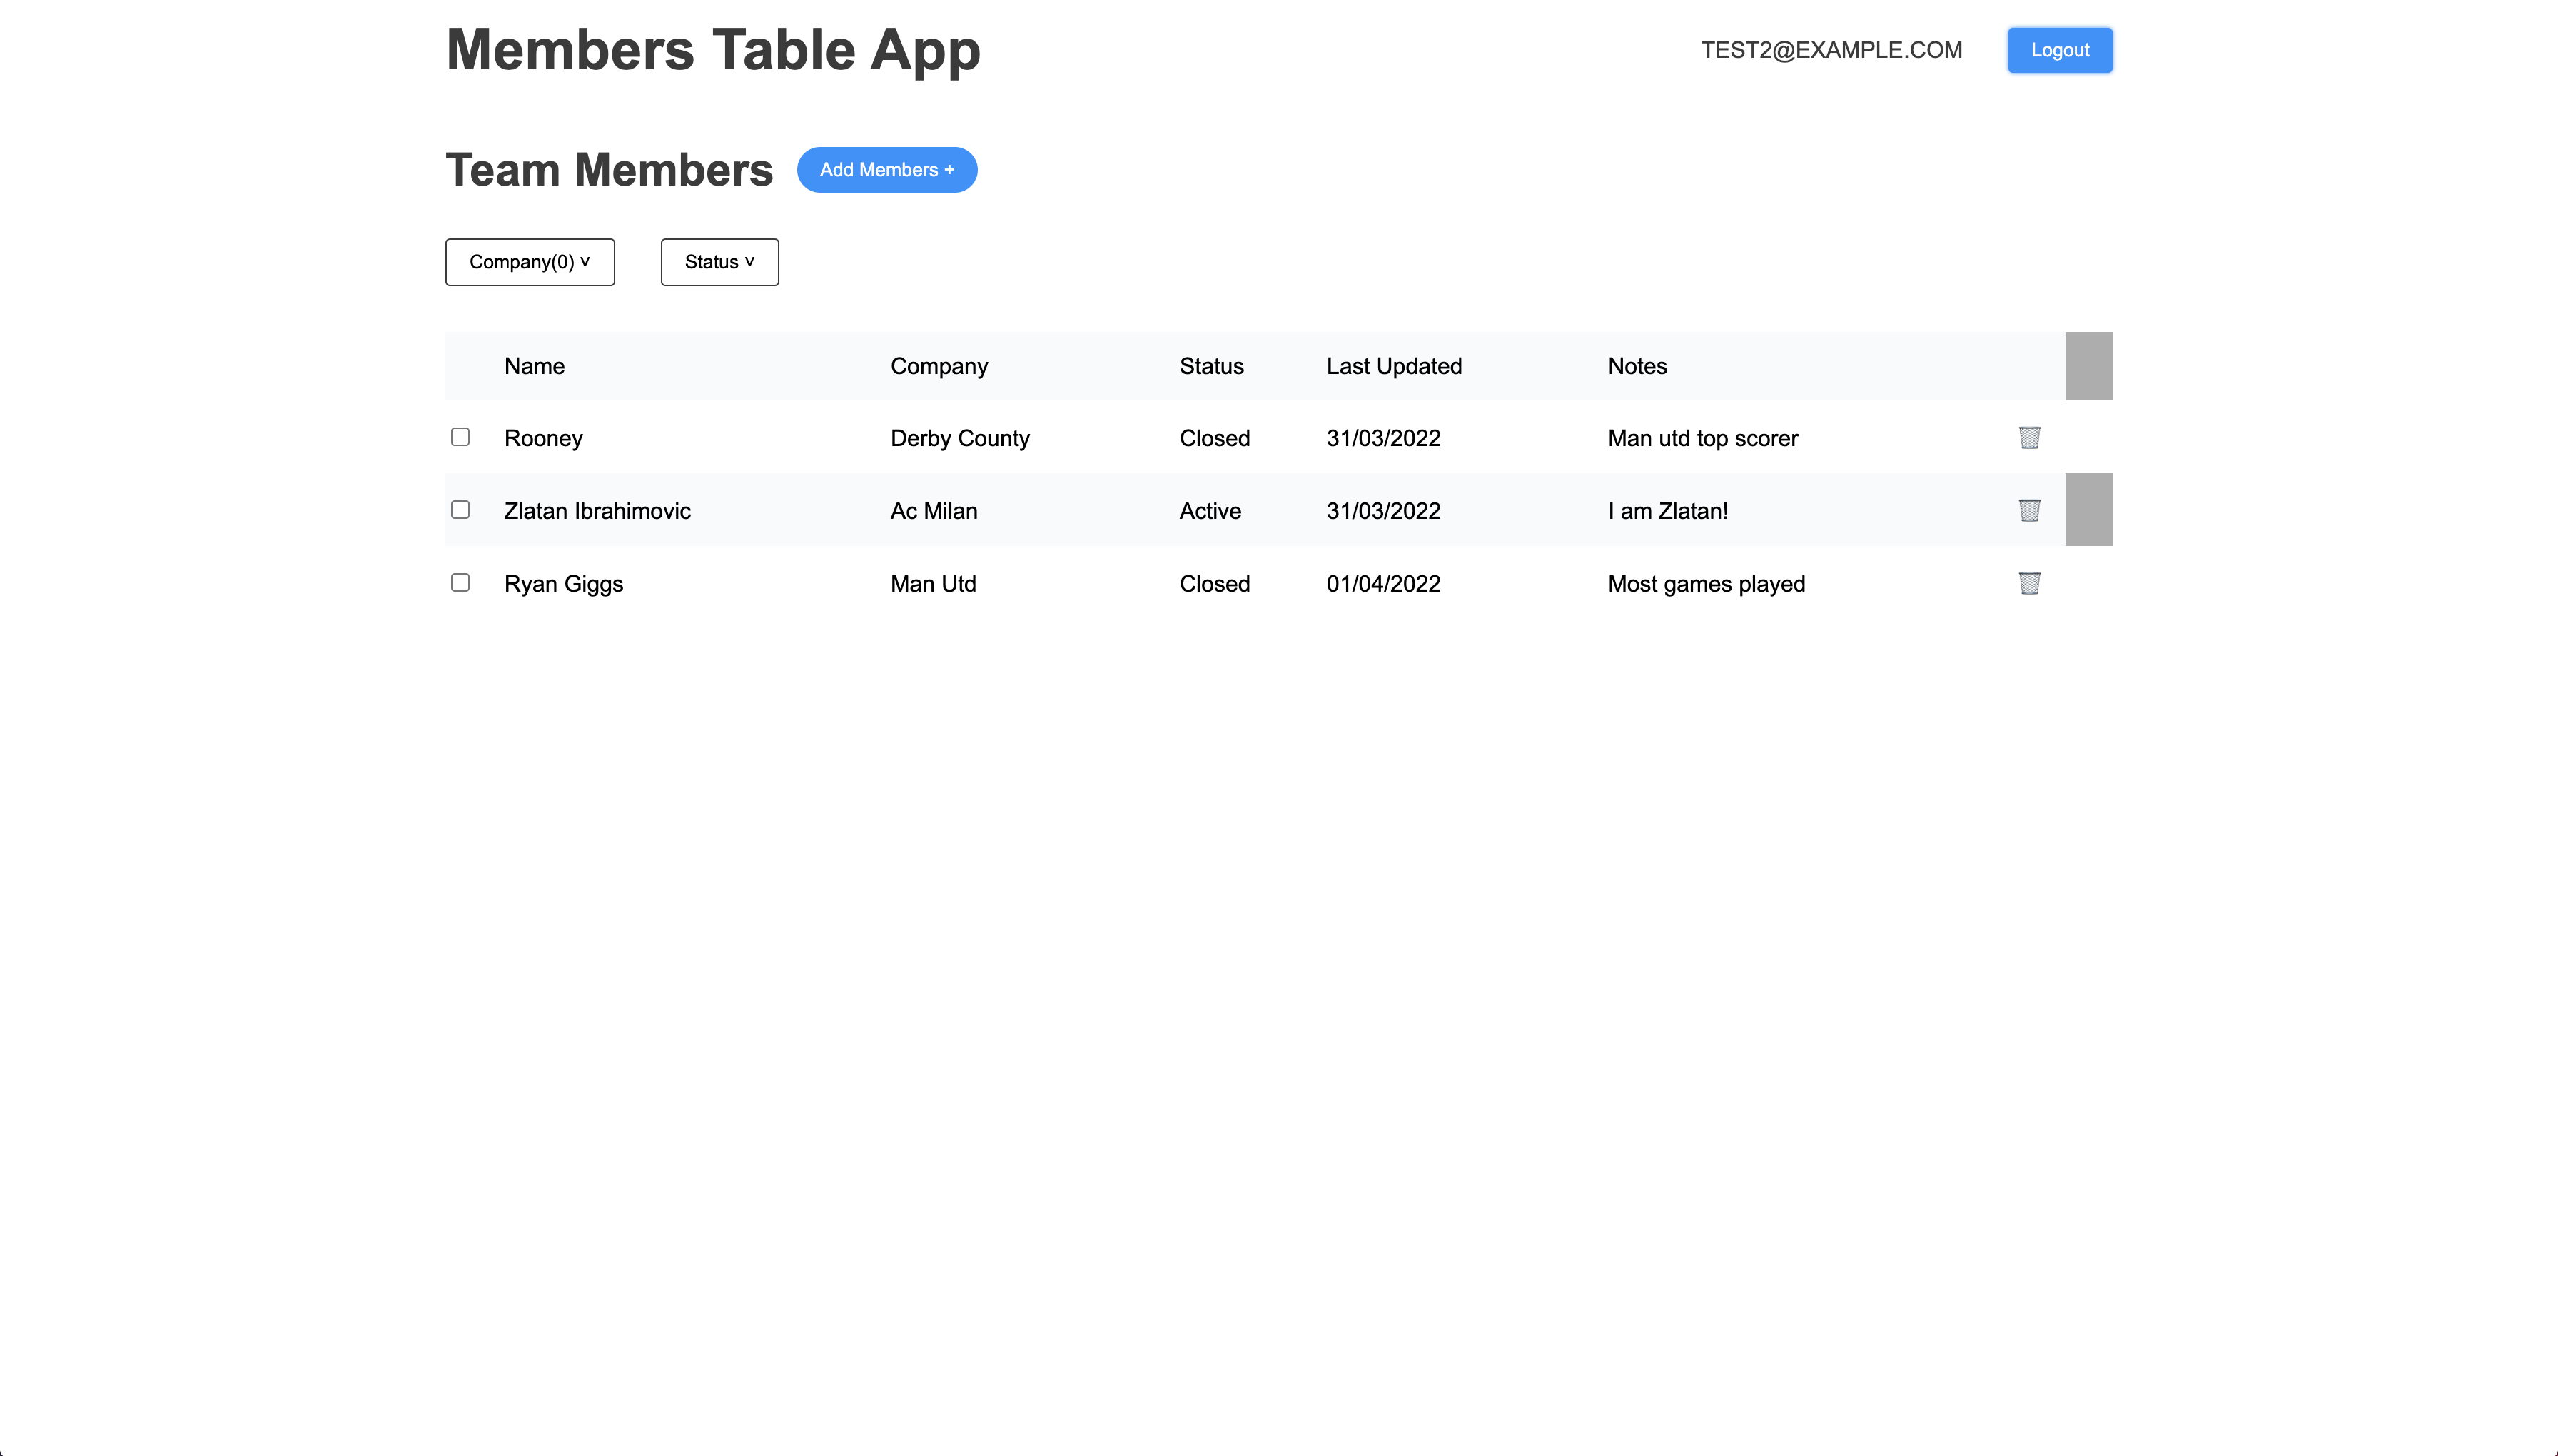 Members Table App TEST2@EXAMPLE.COM Logout
Team Members Add Members +
Company(0) v Status v
Name Company Status Last Updated Notes
Rooney Derby County Closed 31/03/2022 Man utd top scorer
Zlatan Ibrahimovic Ac Milan Active 31/03/2022 I am Zlatan!
Ryan Giggs Man Utd Closed 01/04/2022 Most games played